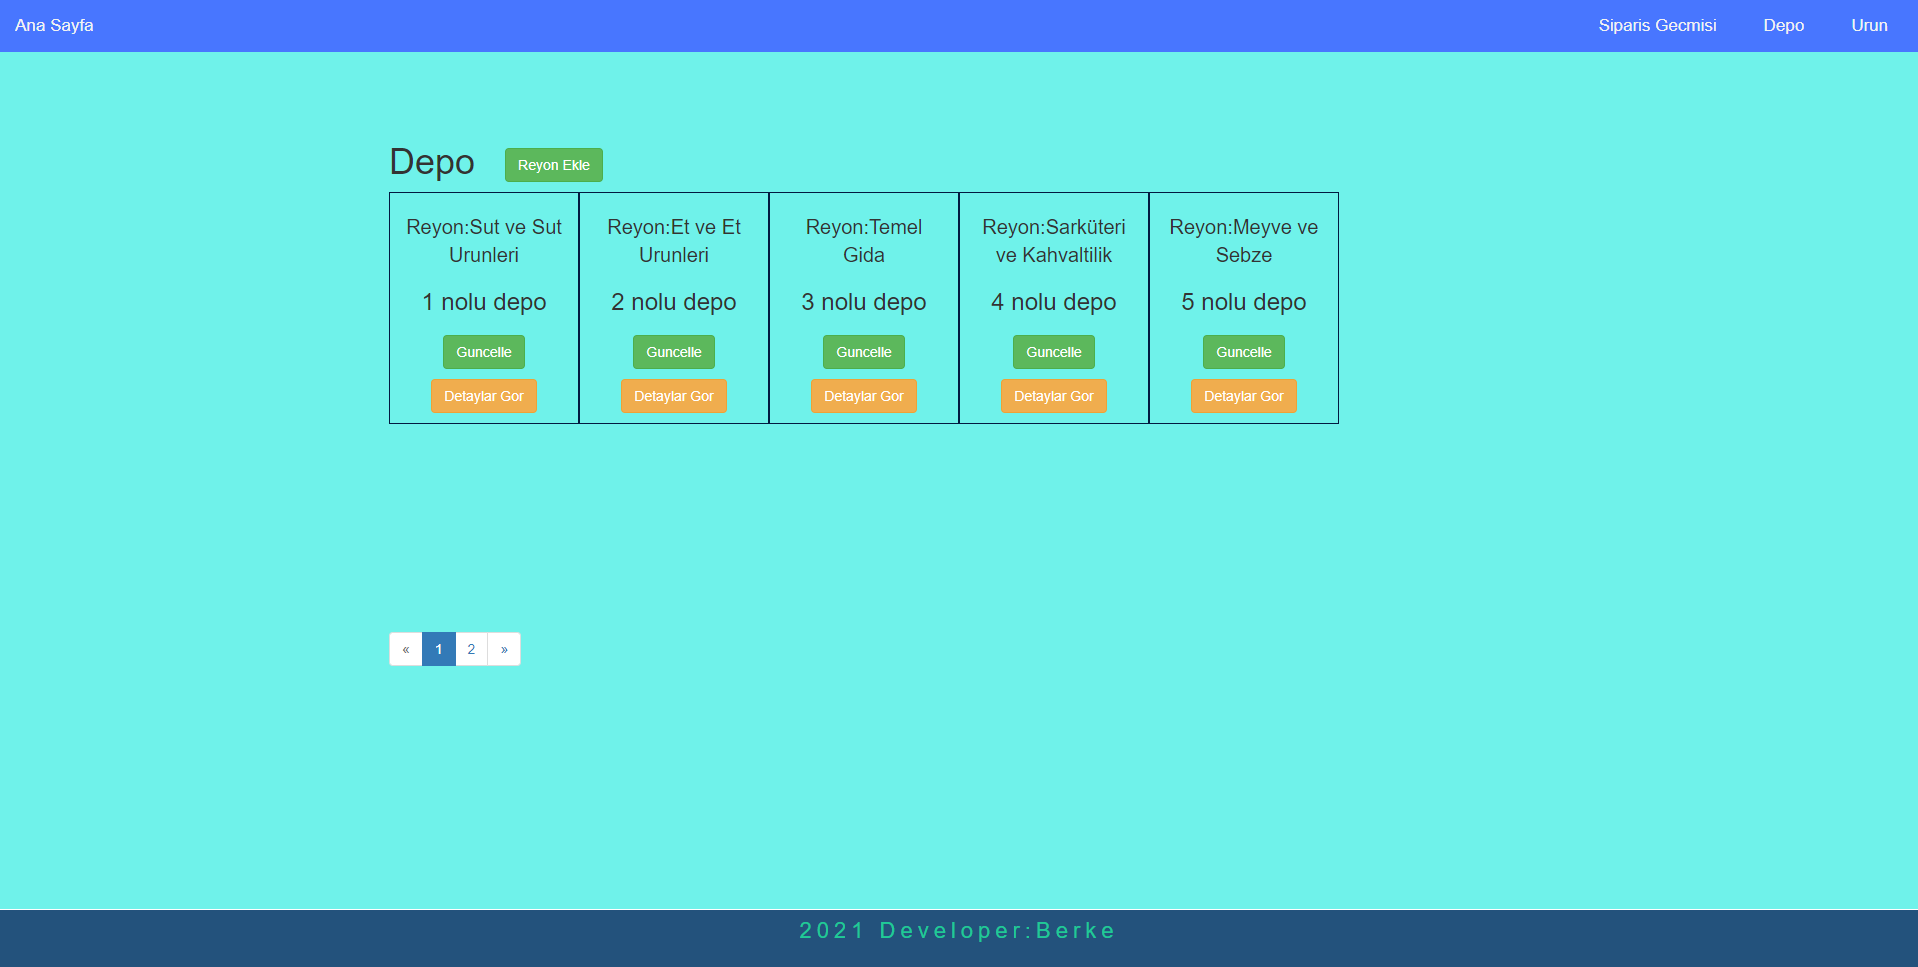 Ana Sayfa
Siparis Gecmisi
Depo
Urun
Depo
Reyon Ekle
Reyon:Sut ve Sut
Urunleri
1 nolu depo
Guncelle
Detaylar Gor
Reyon:Et ve Et
Urunleri
2 nolu depo
Guncelle
Detaylar Gor
Reyon:Temel
Gida
3 nolu depo
Guncelle
Detaylar Gor
Reyon:Sarküteri
ve Kahvaltilik
4 nolu depo
Guncelle
Detaylar Gor
Reyon:Meyve ve
Sebze
5 nolu depo
Guncelle
Detaylar Gor
« 1 2 »
2021 Developer:Berke